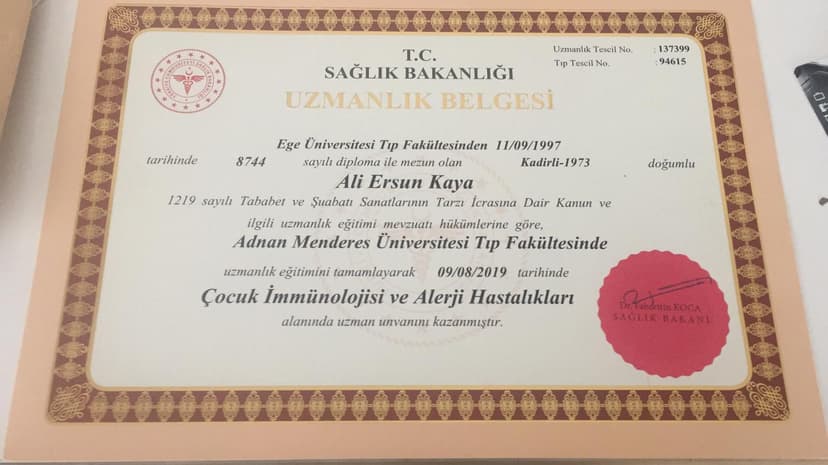 T.C.
SAĞLIK BAKANLIĞI
UZMANLIK BELGESİ
Uzmanlık Tescil No. : 137399
Tıp Tescil No. : 94615
Ege Üniversitesi Tıp Fakültesinden 11/09/1997
tarihinde 8744 sayılı diploma ile mezun olan Kadirli-1973 doğumlu
Ali Ersun Kaya
1219 sayılı Tababet ve Şuabatı Sanatlarının Tarzı İcrasına Dair Kanun ve
ilgili uzmanlık eğitimi mevzuatı hükümlerine göre,
Adnan Menderes Üniversitesi Tıp Fakültesinde
uzmanlık eğitimini tamamlayarak 09/08/2019 tarihinde
Çocuk İmmünolojisi ve Alerji Hastalıkları
alanında uzman unvanını kazanmıştır.
Dr. Fahrettin KOCA
SAĞLIK BAKANI